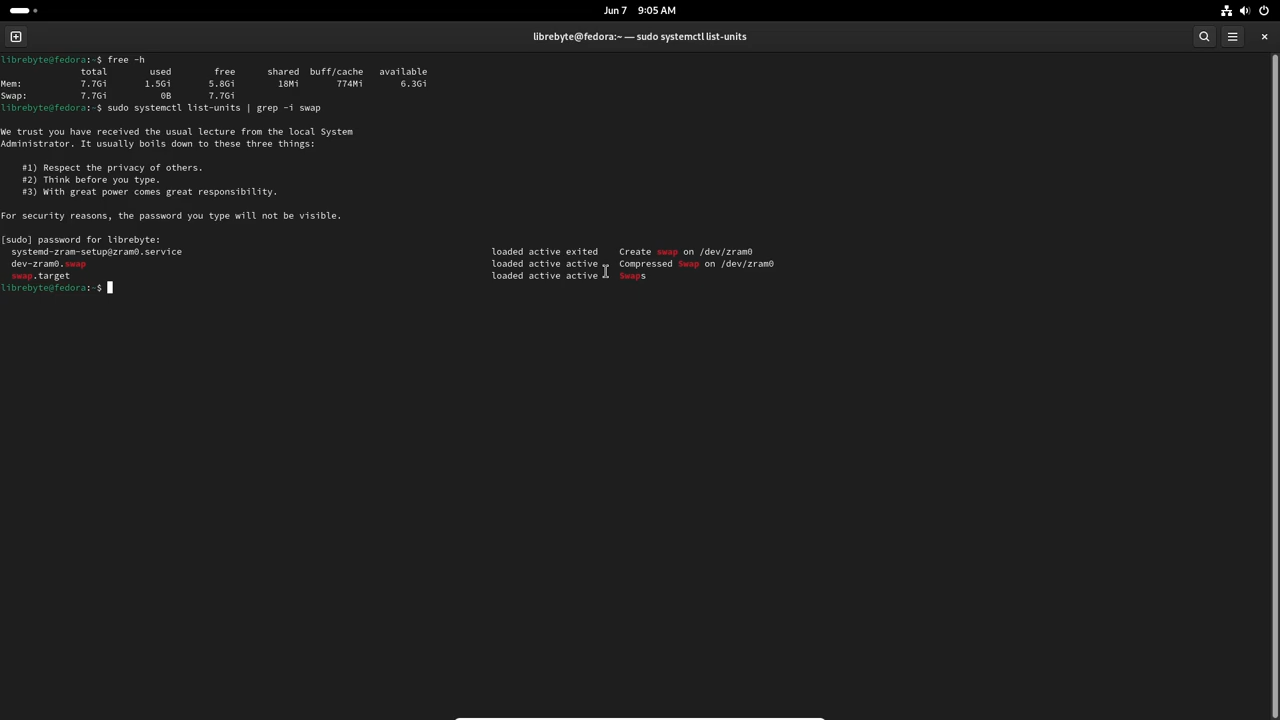 Jun 7 9:05 AM
librebyte@fedora:~ — sudo systemctl list-units
librebyte@fedora:~$ free -h
total used free shared buff/cache available
Mem: 7.7Gi 1.5Gi 5.8Gi 18Mi 774Mi 6.3Gi
Swap: 7.7Gi 0B 7.7Gi
librebyte@fedora:~$ sudo systemctl list-units | grep -i swap
We trust you have received the usual lecture from the local System
Administrator. It usually boils down to these three things:
#1) Respect the privacy of others.
#2) Think before you type.
#3) With great power comes great responsibility.
For security reasons, the password you type will not be visible.
[sudo] password for librebyte:
systemd-zram-setup@zram0.service loaded active exited Create swap on /dev/zram0
dev-zram0.swap loaded active active Compressed Swap on /dev/zram0
swap.target loaded active active Swaps
librebyte@fedora:~$